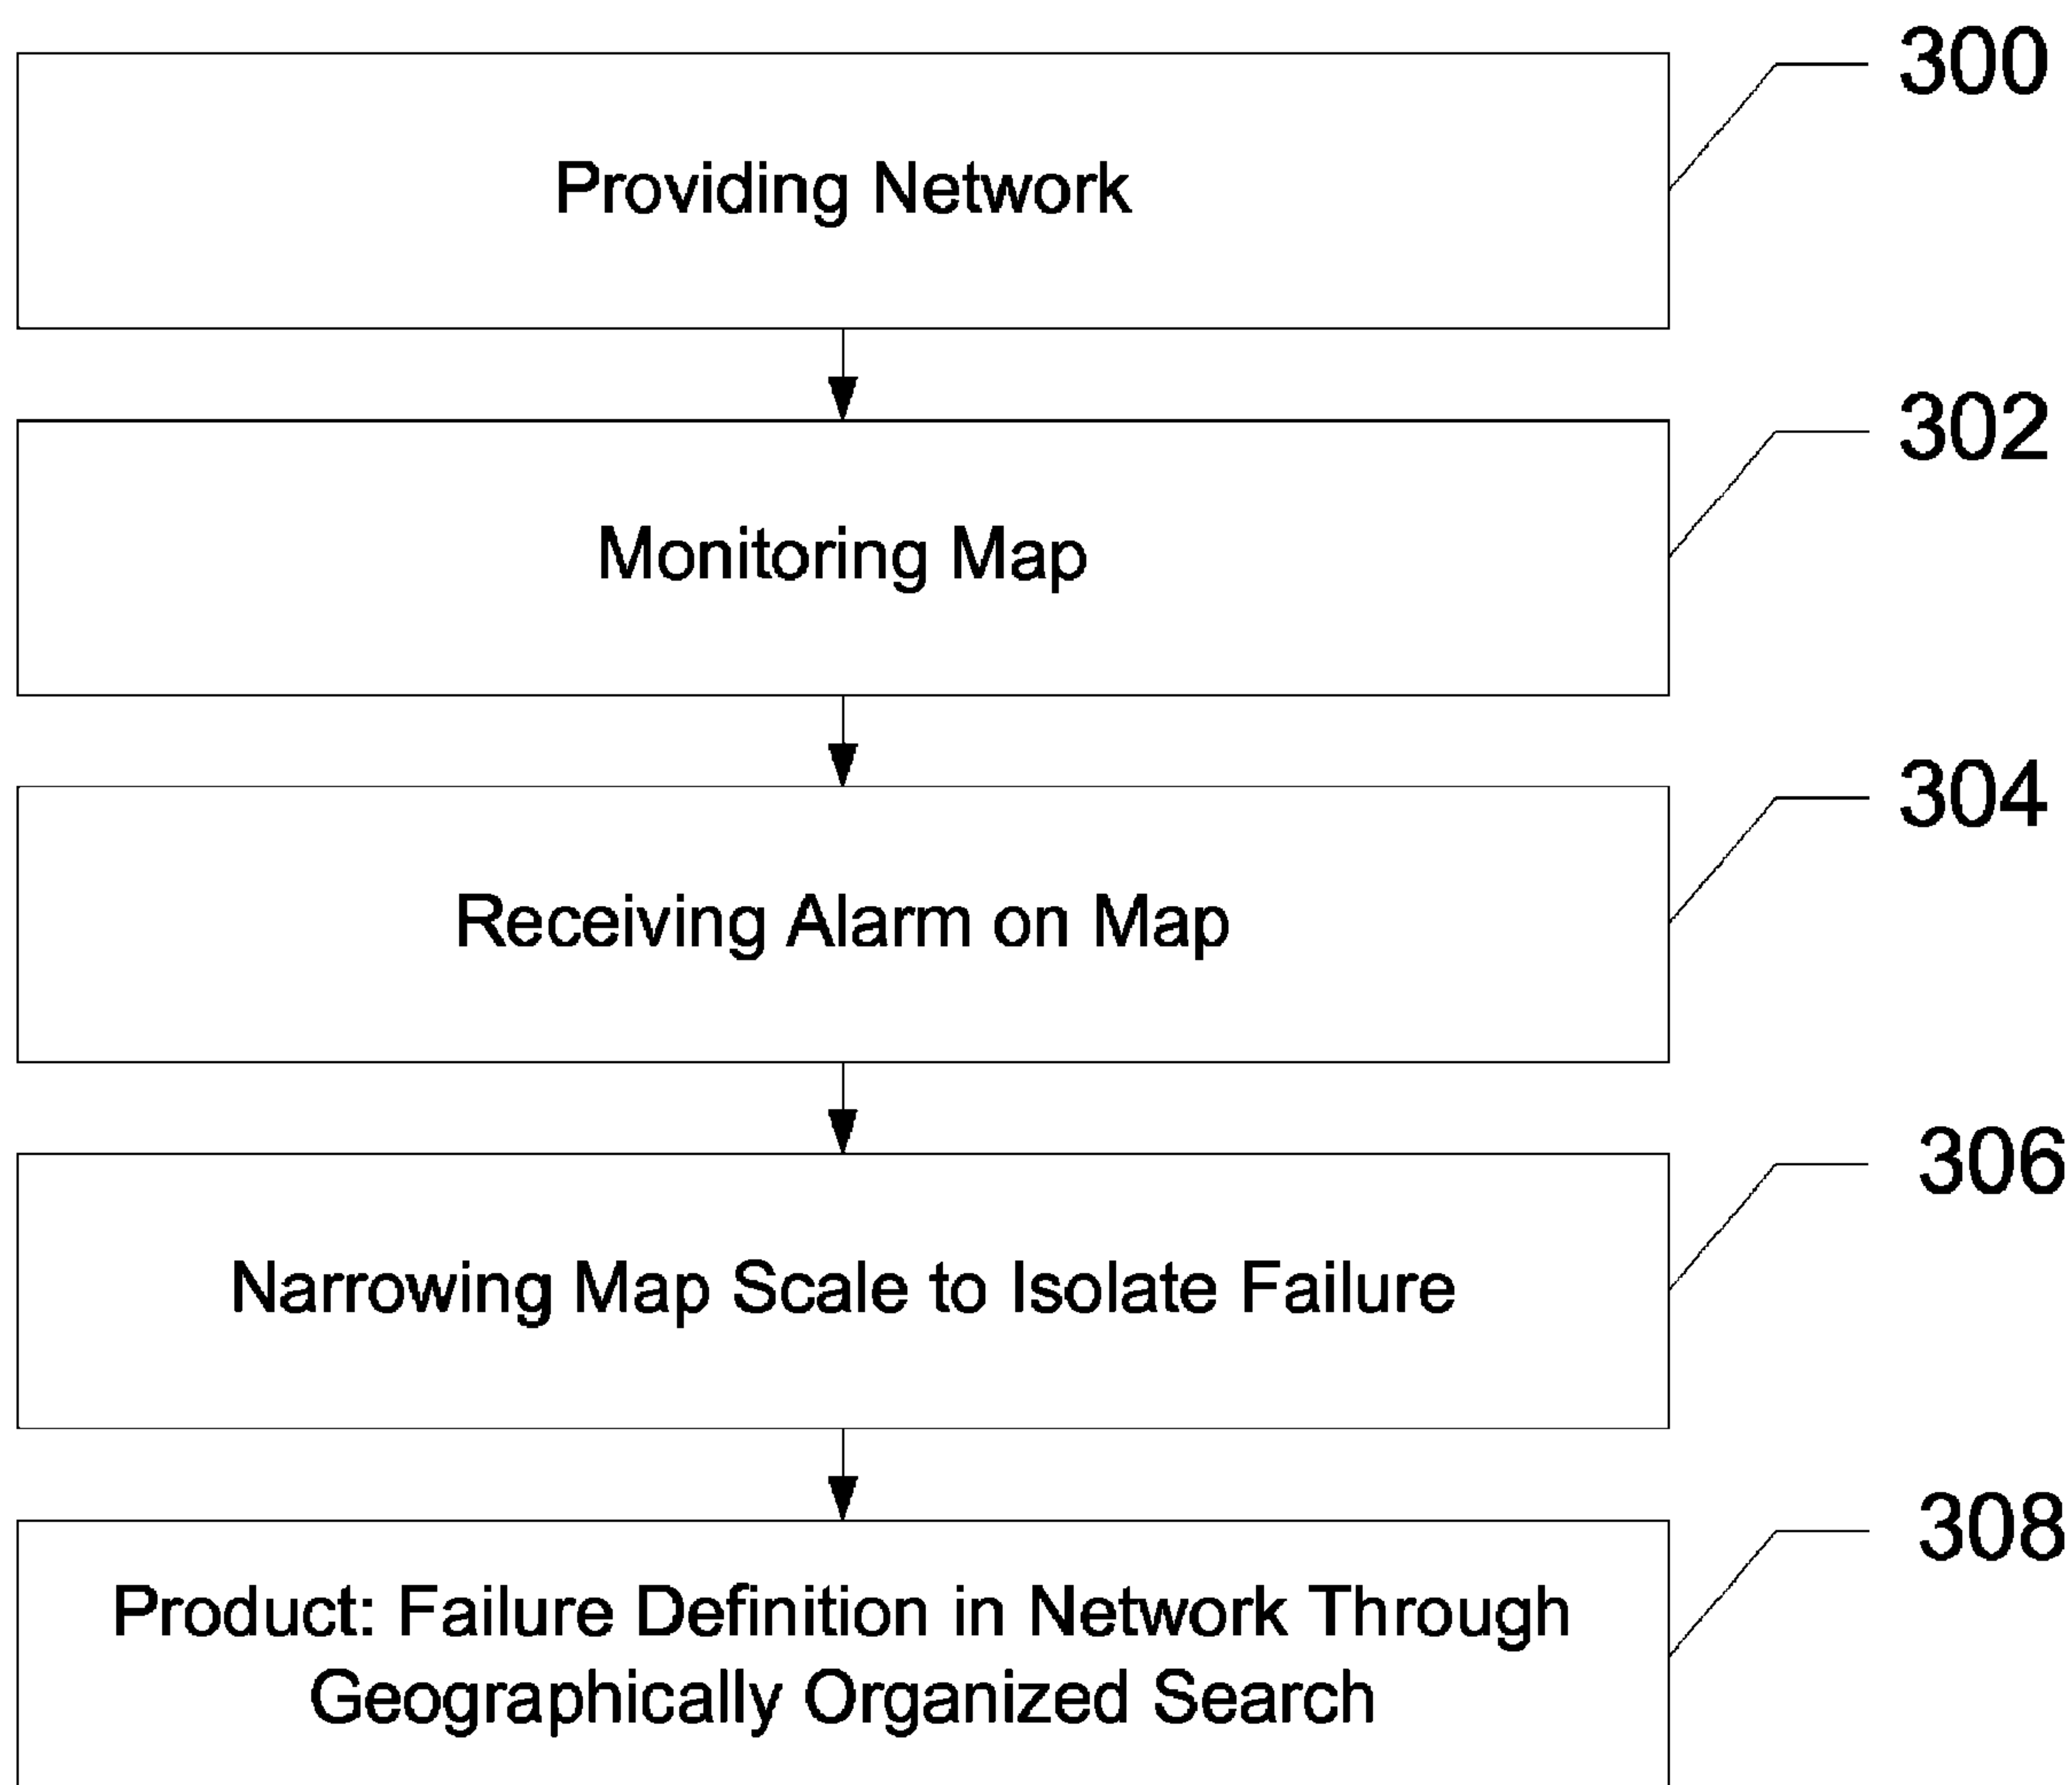 300
Providing Network
302
Monitoring Map
304
Receiving Alarm on Map
306
Narrowing Map Scale to Isolate Failure
308
Product: Failure Definition in Network Through
Geographically Organized Search